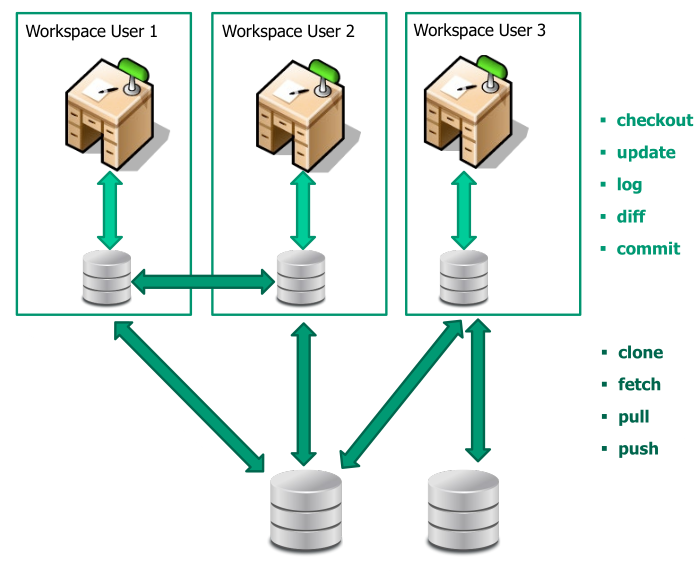 Workspace User 1
Workspace User 2
Workspace User 3
▪ checkout
▪ update
▪ log
▪ diff
▪ commit
▪ clone
▪ fetch
▪ pull
▪ push